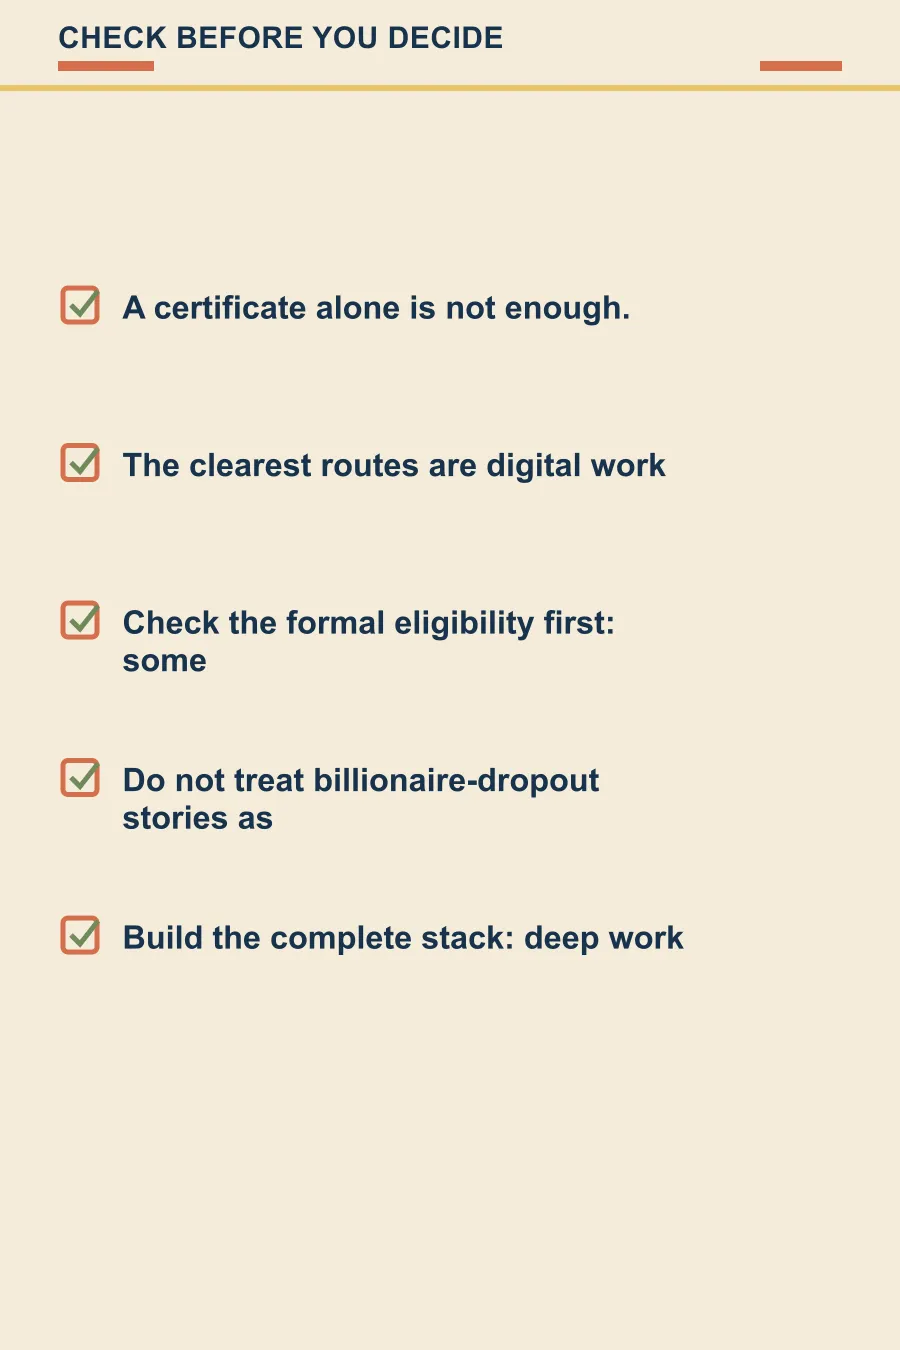 CHECK BEFORE YOU DECIDE
A certificate alone is not enough.
The clearest routes are digital work
Check the formal eligibility first:
some
Do not treat billionaire-dropout
stories as
Build the complete stack: deep work